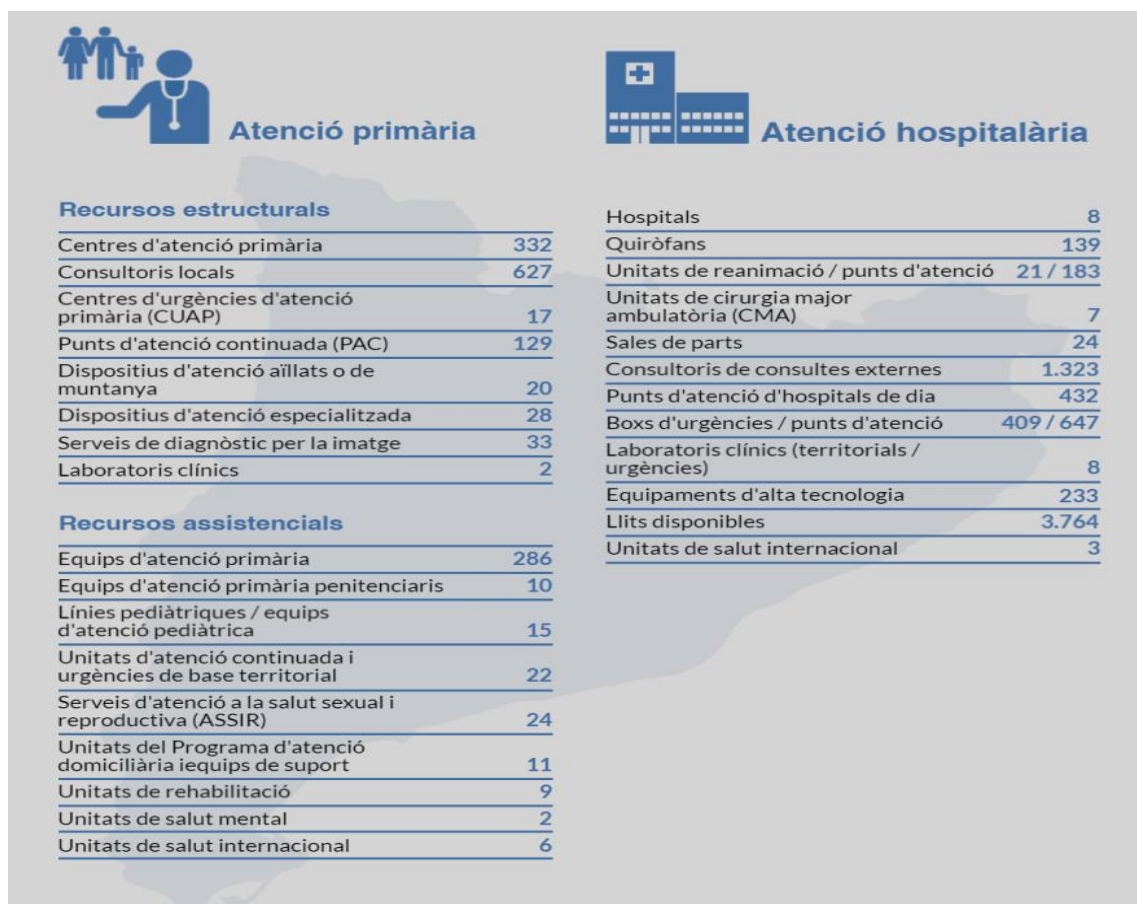 Atenció primària
Recursos estructurals
Centres d'atenció primària 332
Consultoris locals 627
Centres d'urgències d'atenció
primària (CUAP) 17
Punts d'atenció continuada (PAC) 129
Dispositius d'atenció aïllats o de
muntanya 20
Dispositius d'atenció especialitzada 28
Serveis de diagnòstic per la imatge 33
Laboratoris clínics 2
Recursos assistencials
Equips d'atenció primària 286
Equips d'atenció primària penitenciaris 10
Línies pediàtriques / equips
d'atenció pediàtrica 15
Unitats d'atenció continuada i
urgències de base territorial 22
Serveis d'atenció a la salut sexual i
reproductiva (ASSIR) 24
Unitats del Programa d'atenció
domiciliària iequips de suport 11
Unitats de rehabilitació 9
Unitats de salut mental 2
Unitats de salut internacional 6
Atenció hospitalària
Hospitals 8
Quiròfans 139
Unitats de reanimació / punts d'atenció 21 / 183
Unitats de cirurgia major
ambulatòria (CMA) 7
Sales de parts 24
Consultoris de consultes externes 1.323
Punts d'atenció d'hospitals de dia 432
Boxs d'urgències / punts d'atenció 409 / 647
Laboratoris clínics (territorials /
urgències) 8
Equipaments d'alta tecnologia 233
Llits disponibles 3.764
Unitats de salut internacional 3